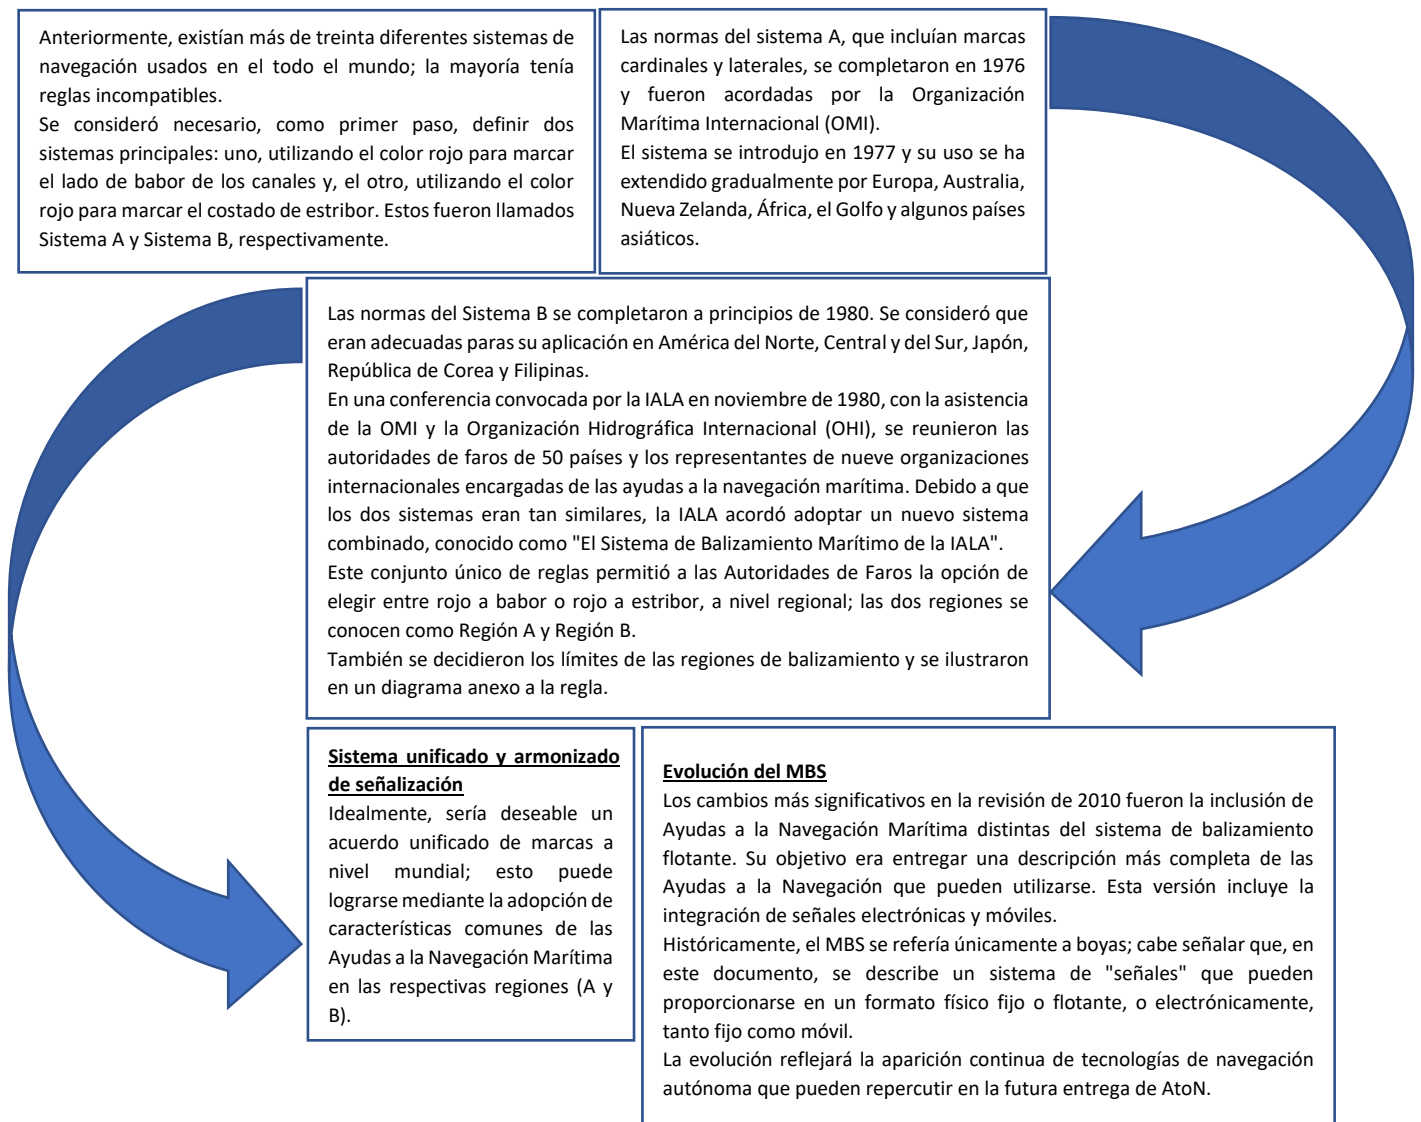 Anteriormente, existían más de treinta diferentes sistemas de
navegación usados en el todo el mundo; la mayoría tenía
reglas incompatibles.
Se consideró necesario, como primer paso, definir dos
sistemas principales: uno, utilizando el color rojo para marcar
el lado de babor de los canales y, el otro, utilizando el color
rojo para marcar el costado de estribor. Estos fueron llamados
Sistema A y Sistema B, respectivamente.
Las normas del sistema A, que incluían marcas
cardinales y laterales, se completaron en 1976
y fueron acordadas por la Organización
Marítima Internacional (OMI).
El sistema se introdujo en 1977 y su uso se ha
extendido gradualmente por Europa, Australia,
Nueva Zelanda, África, el Golfo y algunos países
asiáticos.
Las normas del Sistema B se completaron a principios de 1980. Se consideró que
eran adecuadas paras su aplicación en América del Norte, Central y del Sur, Japón,
República de Corea y Filipinas.
En una conferencia convocada por la IALA en noviembre de 1980, con la asistencia
de la OMI y la Organización Hidrográfica Internacional (OHI), se reunieron las
autoridades de faros de 50 países y los representantes de nueve organizaciones
internacionales encargadas de las ayudas a la navegación marítima. Debido a que
los dos sistemas eran tan similares, la IALA acordó adoptar un nuevo sistema
combinado, conocido como "El Sistema de Balizamiento Marítimo de la IALA".
Este conjunto único de reglas permitió a las Autoridades de Faros la opción de
elegir entre rojo a babor o rojo a estribor, a nivel regional; las dos regiones se
conocen como Región A y Región B.
También se decidieron los límites de las regiones de balizamiento y se ilustraron
en un diagrama anexo a la regla.
Sistema unificado y armonizado
de señalización
Idealmente, sería deseable un
acuerdo unificado de marcas a
nivel mundial; esto puede
lograrse mediante la adopción de
características comunes de las
Ayudas a la Navegación Marítima
en las respectivas regiones (A y
B).
Evolución del MBS
Los cambios más significativos en la revisión de 2010 fueron la inclusión de
Ayudas a la Navegación Marítima distintas del sistema de balizamiento
flotante. Su objetivo era entregar una descripción más completa de las
Ayudas a la Navegación que pueden utilizarse. Esta versión incluye la
integración de señales electrónicas y móviles.
Históricamente, el MBS se refería únicamente a boyas; cabe señalar que, en
este documento, se describe un sistema de "señales" que pueden
proporcionarse en un formato físico fijo o flotante, o electrónicamente,
tanto fijo como móvil.
La evolución reflejará la aparición continua de tecnologías de navegación
autónoma que pueden repercutir en la futura entrega de AtoN.